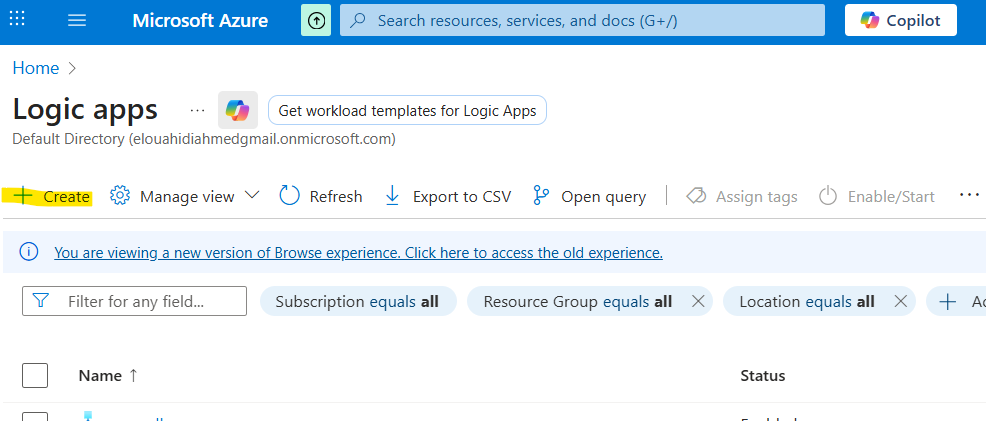 Microsoft Azure
Search resources, services, and docs (G+/)
Copilot
Home
Logic apps
Get workload templates for Logic Apps
Default Directory (elouahidiahmedgmail.onmicrosoft.com)
+ Create Manage view Refresh Export to CSV Open query Assign tags Enable/Start ...
You are viewing a new version of Browse experience. Click here to access the old experience.
Filter for any field... Subscription equals all Resource Group equals all Location equals all
Name ↑ Status